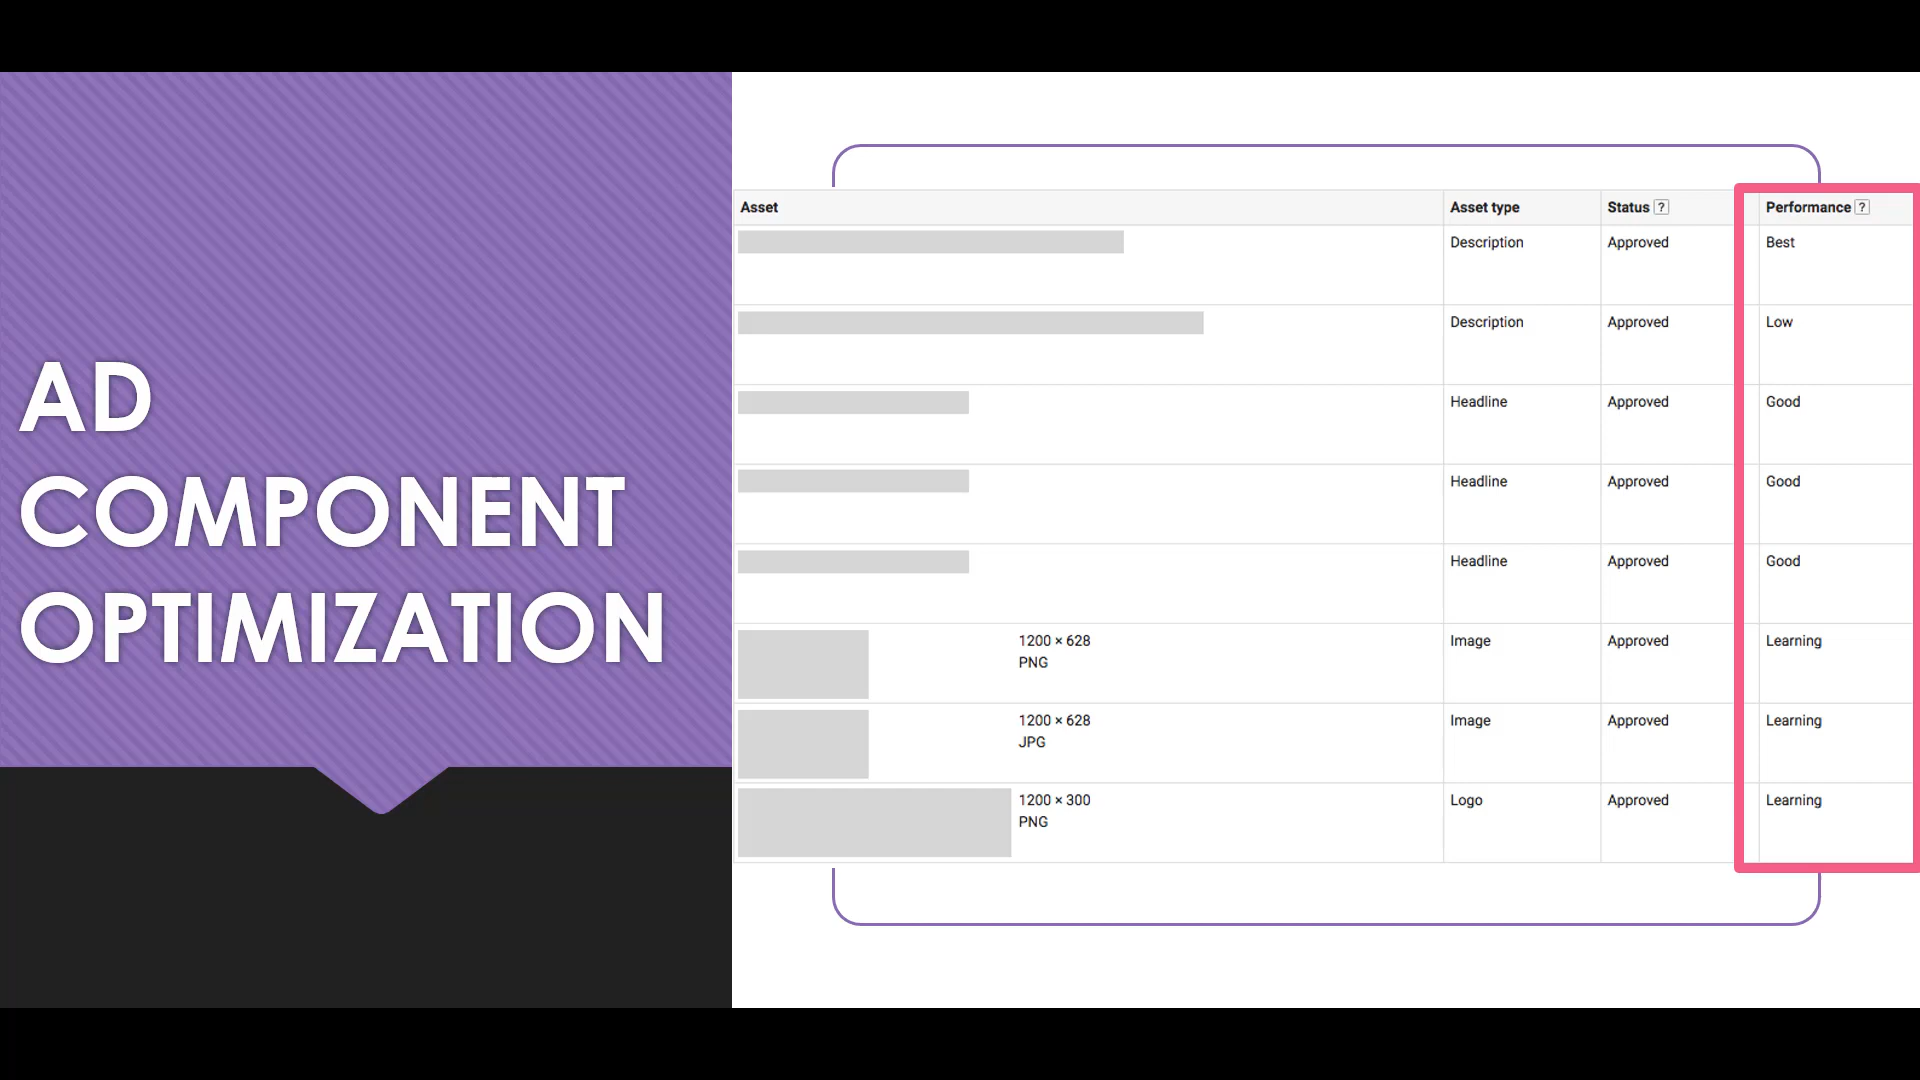 AD
COMPONENT
OPTIMIZATION
Asset Asset type Status ? Performance ?
Description Approved Best
Description Approved Low
Headline Approved Good
Headline Approved Good
Headline Approved Good
1200 × 628 Image Approved Learning
PNG
1200 × 628 Image Approved Learning
JPG
1200 × 300 Logo Approved Learning
PNG